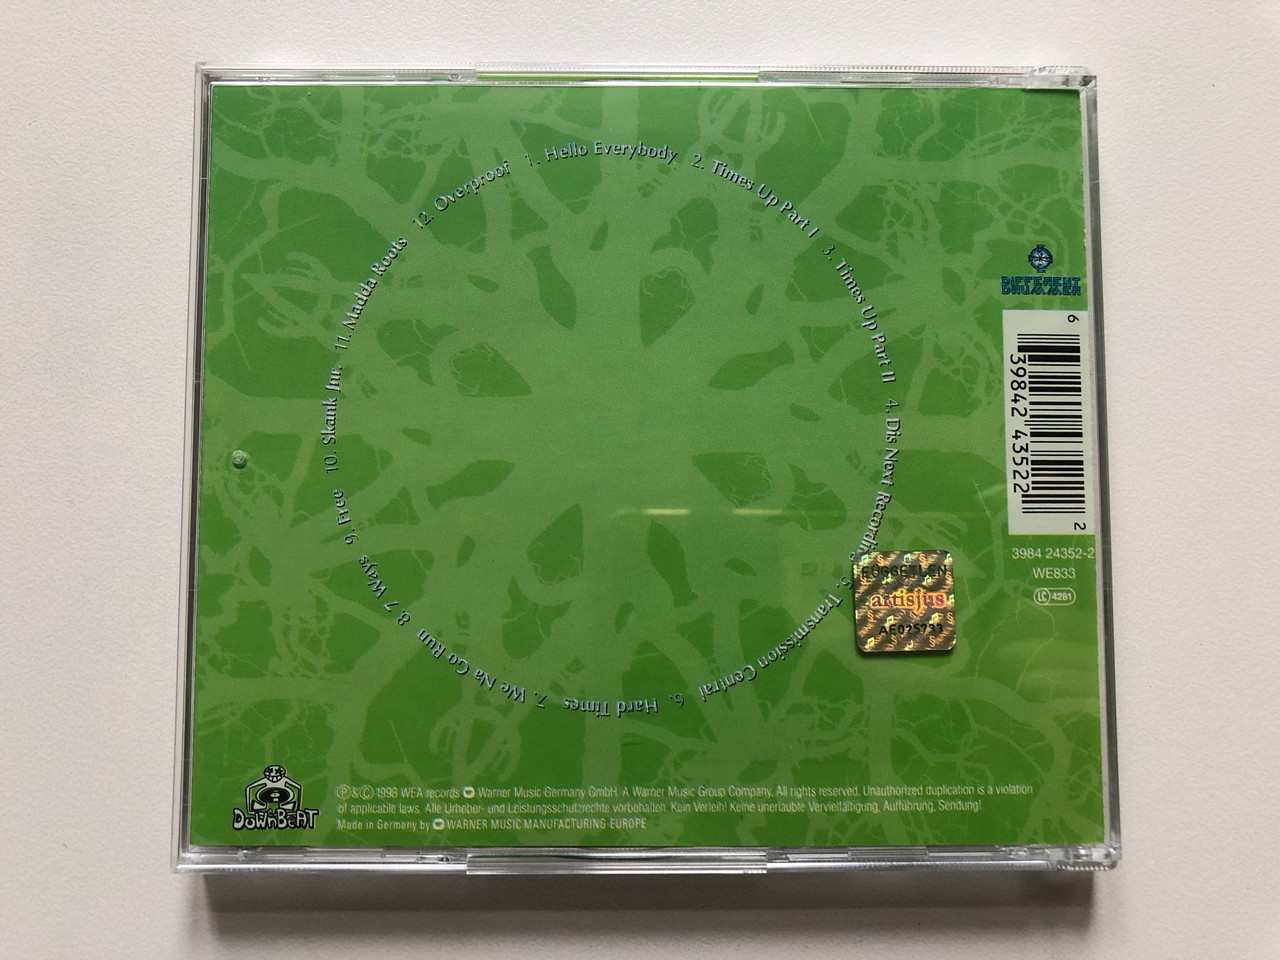 1. Hello Everybody
2. Times Up Part I
3. Times Up Part II
4. Dis Next Recording
5. Transmission Central
6. Hard Times
7. We Na Go Run
8. 7 Ways
9. Free
10. Skank Jnr.
11. Madda Roots
12. Overproof
DIFFERENT
DRUMMER
6 39842 43522 2
3984 24352-2
WE833
LC 4281
artisjus
AE025733
DOWNBEAT
℗&© 1998 WEA records Warner Music Germany GmbH. A Warner Music Group Company. All rights reserved. Unauthorized duplication is a violation
of applicable laws. Alle Urheber- und Leistungsschutzrechte vorbehalten. Kein Verleih! Keine unerlaubte Vervielfältigung, Aufführung, Sendung!
Made in Germany by WARNER MUSIC MANUFACTURING EUROPE